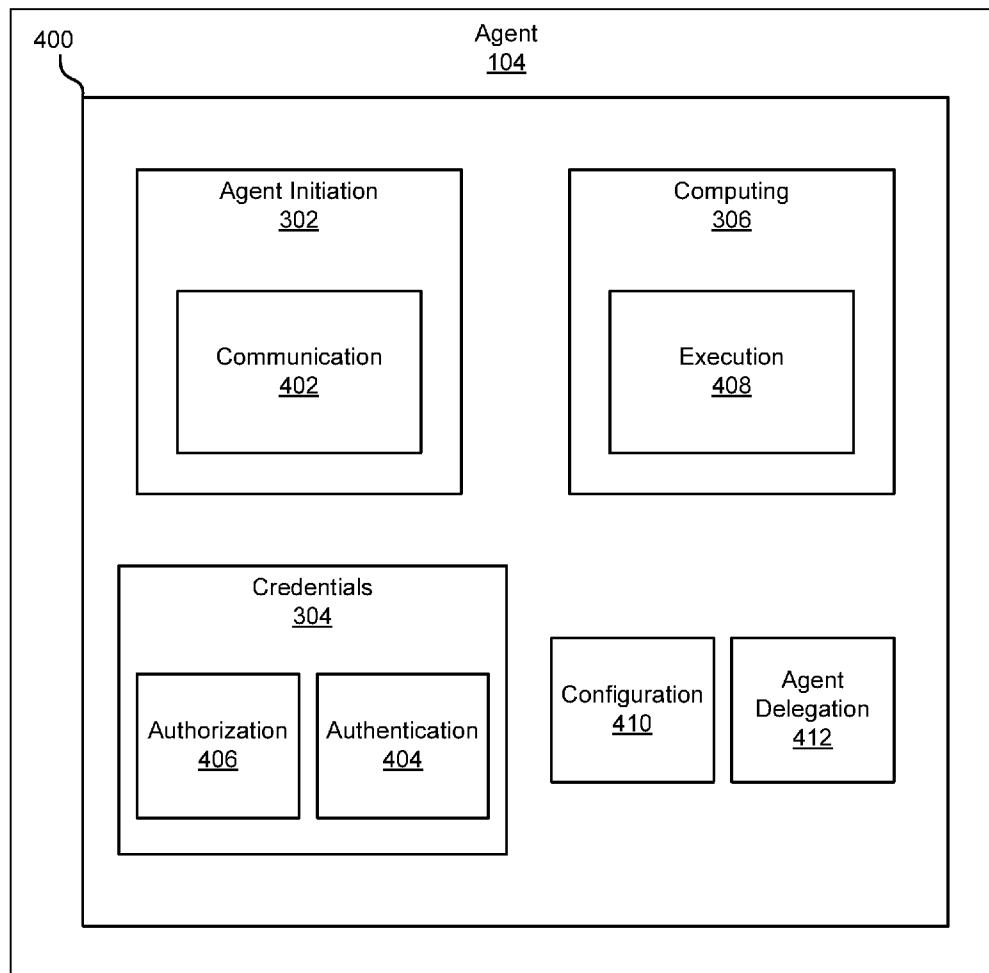 400
Agent
104
Agent Initiation
302
Communication
402
Computing
306
Execution
408
Credentials
304
Authorization
406
Authentication
404
Configuration
410
Agent
Delegation
412